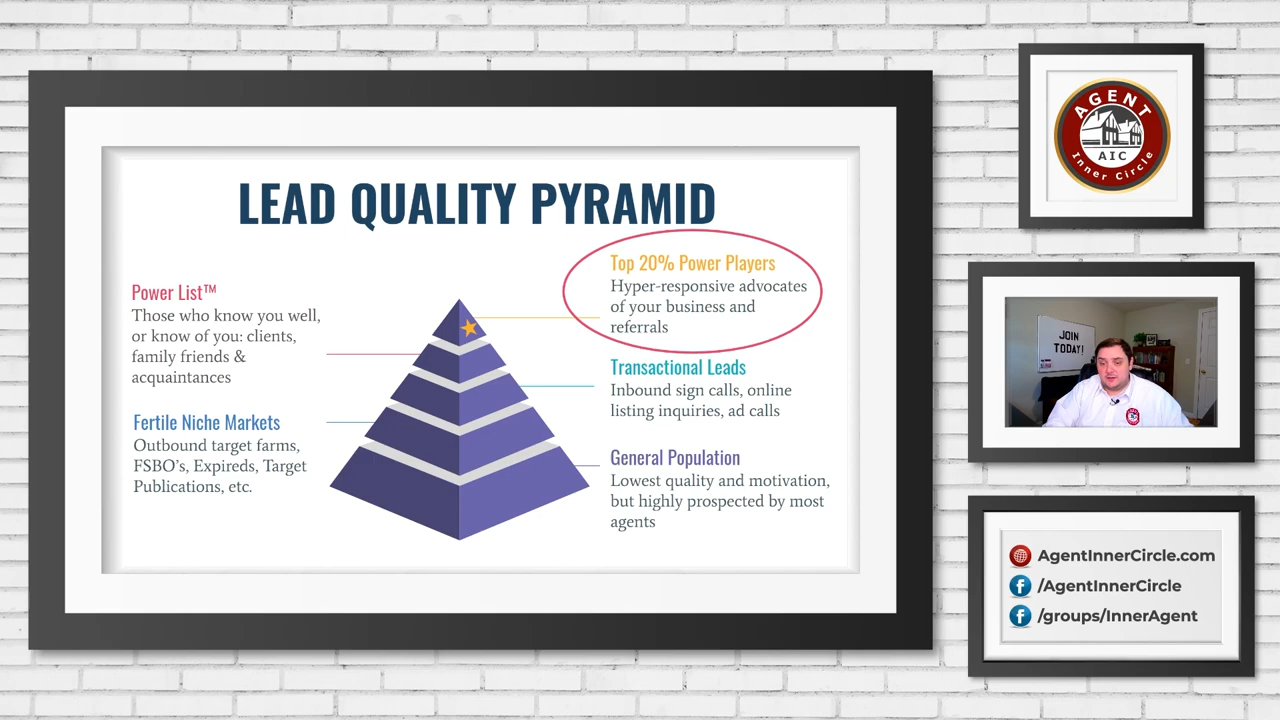 LEAD QUALITY PYRAMID
Power List™
Those who know you well,
or know of you: clients,
family friends &
acquaintances
Fertile Niche Markets
Outbound target farms,
FSBO's, Expireds, Target
Publications, etc.
Top 20% Power Players
Hyper-responsive advocates
of your business and
referrals
Transactional Leads
Inbound sign calls, online
listing inquiries, ad calls
General Population
Lowest quality and motivation,
but highly prospected by most
agents
AGENT
AIC
Inner Circle
JOIN
TODAY!
AgentInnerCircle.com
/AgentInnerCircle
/groups/InnerAgent